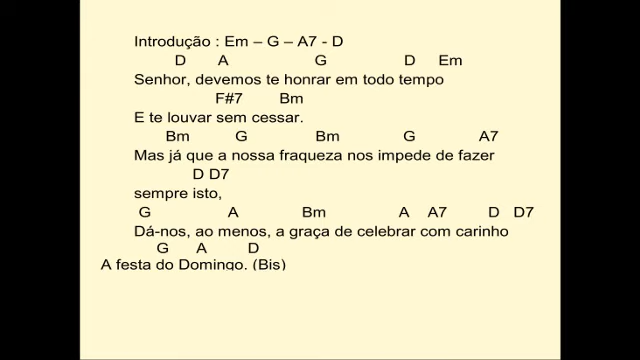 Introdução : Em – G – A7 - D
D A G D Em
Senhor, devemos te honrar em todo tempo
F#7 Bm
E te louvar sem cessar.
Bm G Bm G A7
Mas já que a nossa fraqueza nos impede de fazer
D D7
sempre isto,
G A Bm A A7 D D7
Dá-nos, ao menos, a graça de celebrar com carinho
G A D
A festa do Domingo. (Bis)